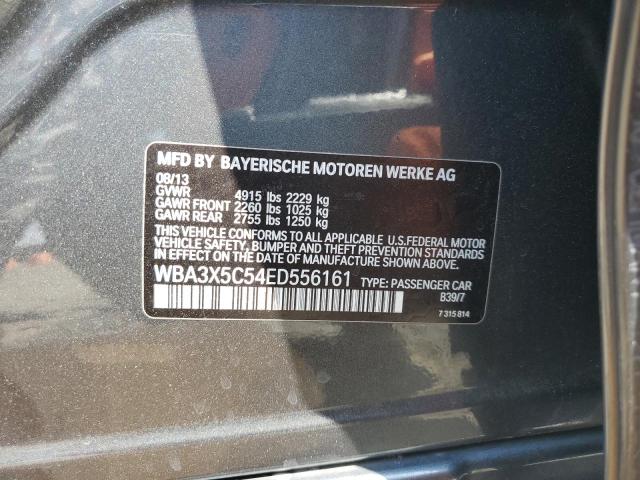 MFD BY BAYERISCHE MOTOREN WERKE AG
08/13
GVWR 4915 lbs 2229 kg
GAWR FRONT 2260 lbs 1025 kg
GAWR REAR 2755 lbs 1250 kg
THIS VEHICLE CONFORMS TO ALL APPLICABLE U.S.FEDERAL MOTOR
VEHICLE SAFETY, BUMPER AND THEFT PREVENTION STANDARDS
IN EFFECT ON THE DATE OF MANUFACTURE SHOWN ABOVE.
WBA3X5C54ED556161 TYPE: PASSENGER CAR
B39/7
7 315 814